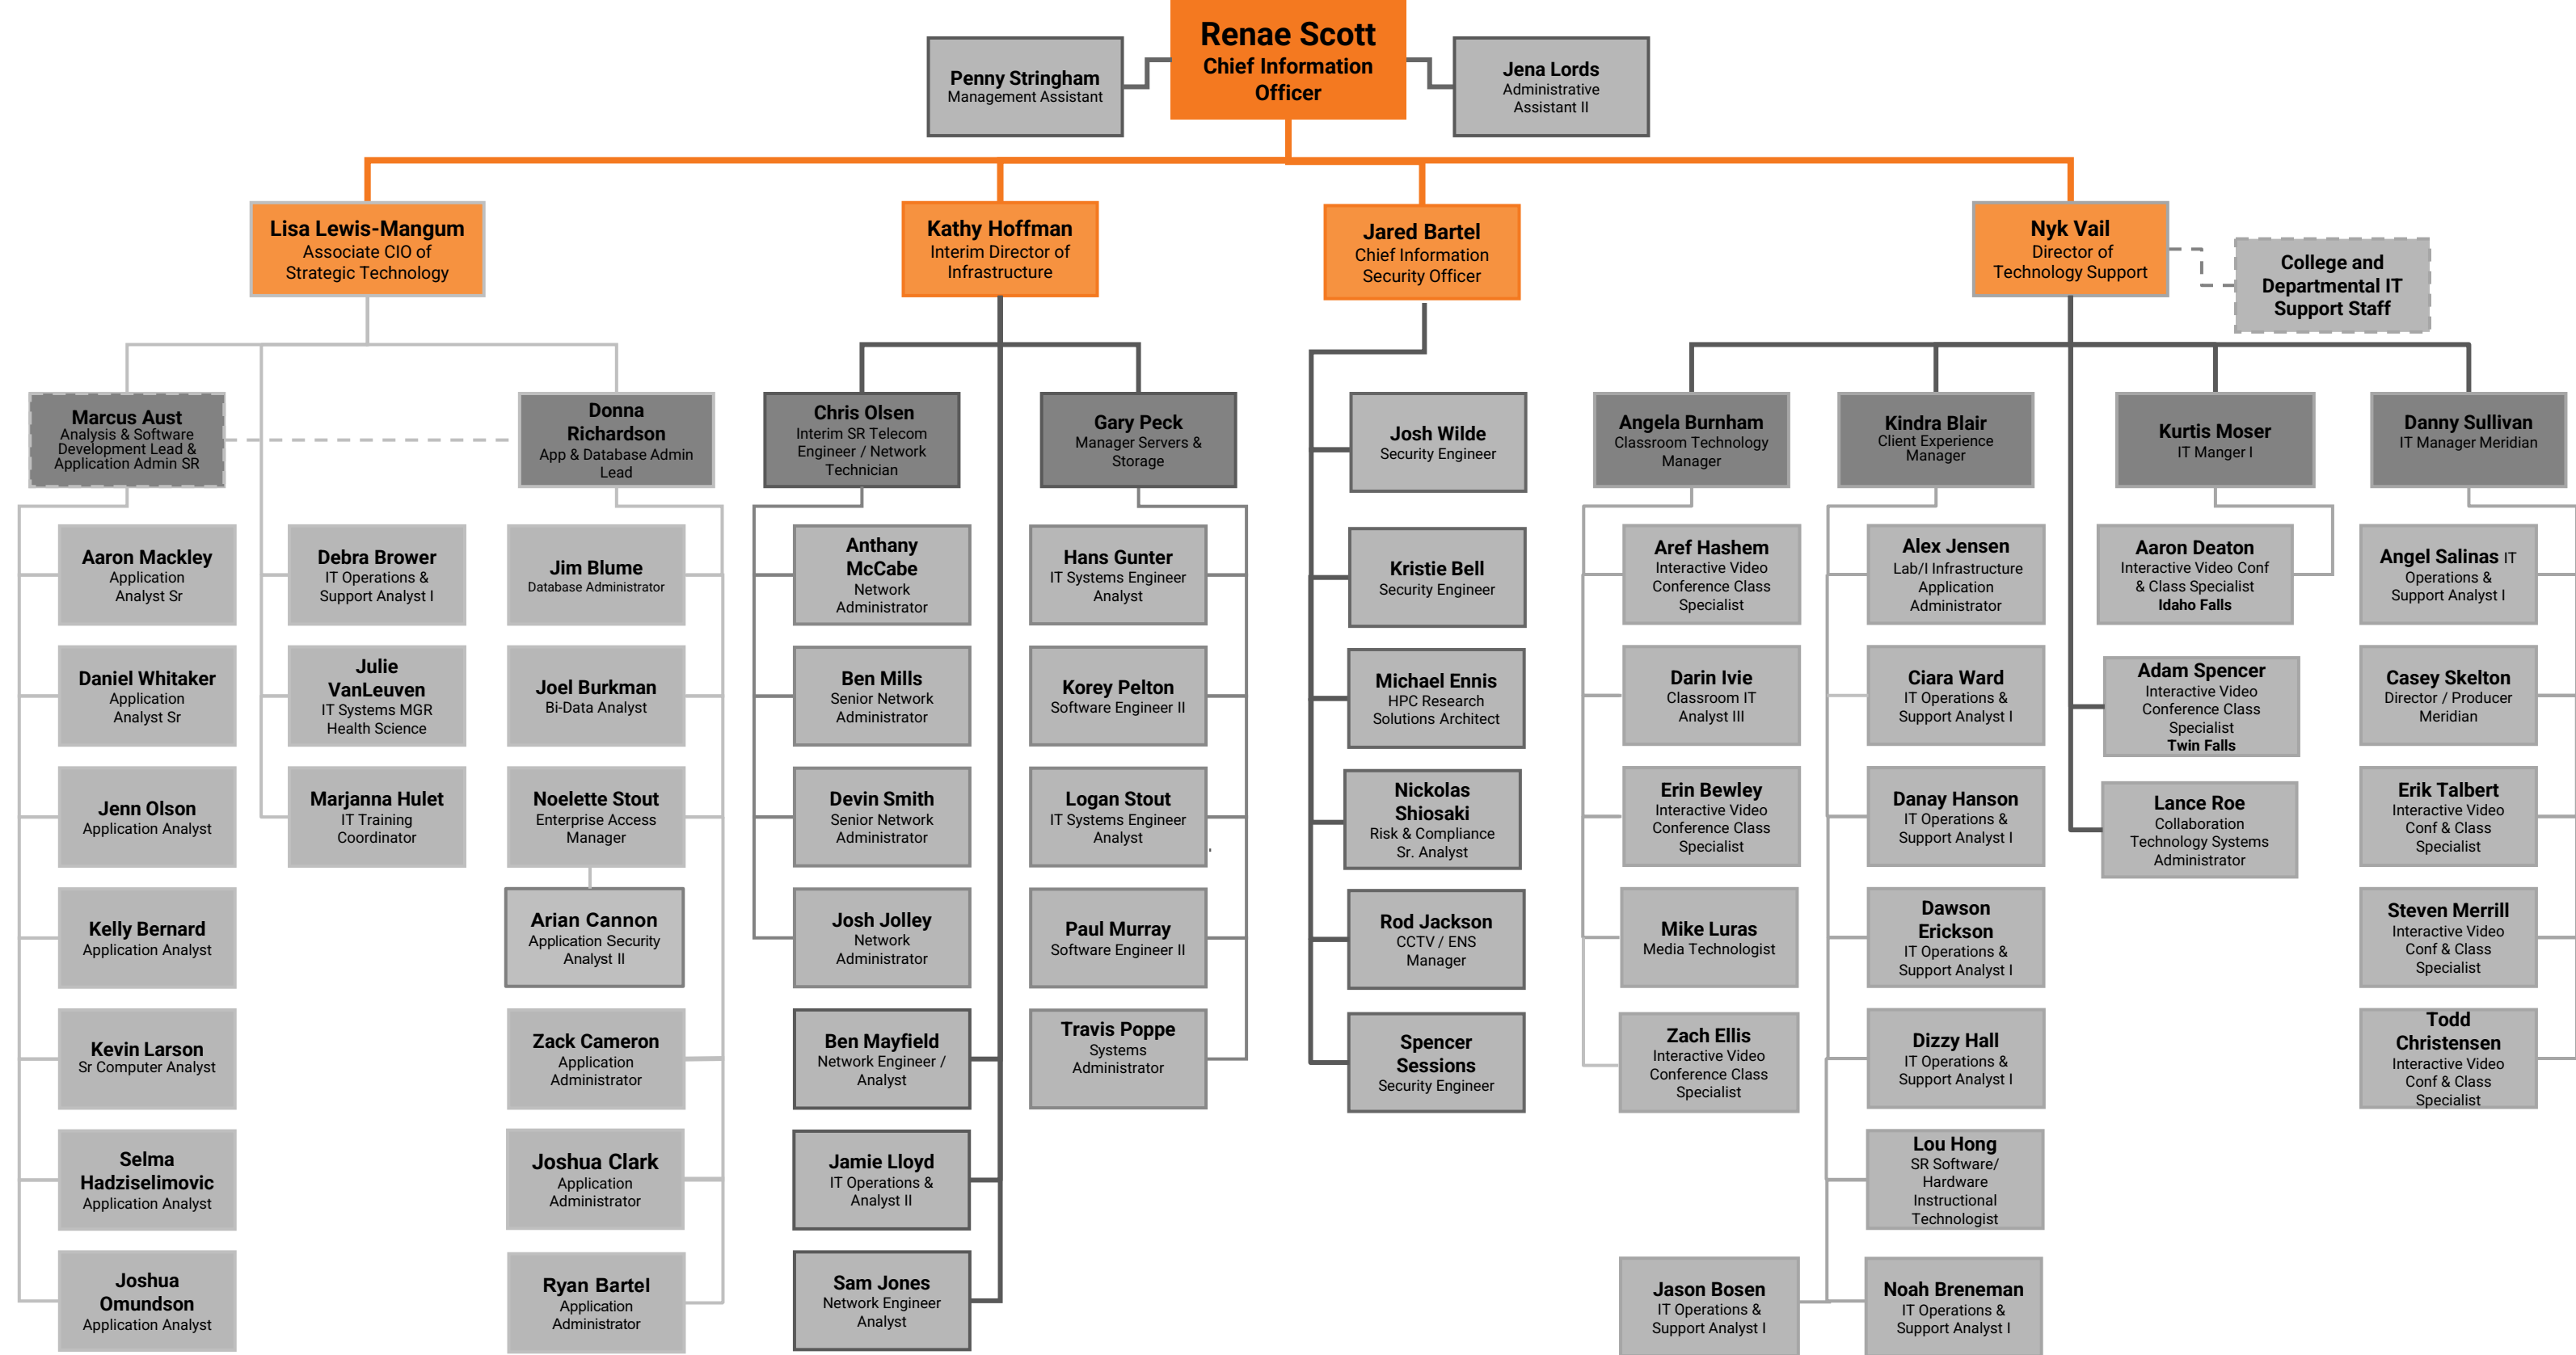 Renae Scott
Chief Information
Officer
Penny Stringham
Management Assistant
Jena Lords
Administrative
Assistant II
Lisa Lewis-Mangum
Associate CIO of
Strategic Technology
Kathy Hoffman
Interim Director of
Infrastructure
Jared Bartel
Chief Information
Security Officer
Nyk Vail
Director of
Technology Support
College and
Departmental IT
Support Staff
Marcus Aust
Analysis & Software
Development Lead &
Application Admin SR
Donna
Richardson
App & Database Admin
Lead
Chris Olsen
Interim SR Telecom
Engineer / Network
Technician
Gary Peck
Manager Servers &
Storage
Angela Burnham
Classroom Technology
Manager
Kindra Blair
Client Experience
Manager
Kurtis Moser
IT Manger I
Danny Sullivan
IT Manager Meridian
Aaron Mackley
Application
Analyst Sr
Daniel Whitaker
Application
Analyst Sr
Jenn Olson
Application Analyst
Kelly Bernard
Application Analyst
Kevin Larson
Sr Computer Analyst
Selma
Hadziselimovic
Application Analyst
Joshua
Omundson
Application Analyst
Debra Brower
IT Operations &
Support Analyst I
Julie
VanLeuven
IT Systems MGR
Health Science
Marjanna Hulet
IT Training
Coordinator
Jim Blume
Database Administrator
Joel Burkman
Bi-Data Analyst
Noelette Stout
Enterprise Access
Manager
Arian Cannon
Application Security
Analyst II
Zack Cameron
Application
Administrator
Joshua Clark
Application
Administrator
Ryan Bartel
Application
Administrator
Anthany
McCabe
Network
Administrator
Ben Mills
Senior Network
Administrator
Devin Smith
Senior Network
Administrator
Josh Jolley
Network
Administrator
Ben Mayfield
Network Engineer /
Analyst
Jamie Lloyd
IT Operations &
Analyst II
Sam Jones
Network Engineer
Analyst
Hans Gunter
IT Systems Engineer
Analyst
Korey Pelton
Software Engineer II
Logan Stout
IT Systems Engineer
Analyst
Paul Murray
Software Engineer II
Travis Poppe
Systems
Administrator
Josh Wilde
Security Engineer
Kristie Bell
Security Engineer
Michael Ennis
HPC Research
Solutions Architect
Nickolas
Shiosaki
Risk & Compliance
Sr. Analyst
Rod Jackson
CCTV / ENS
Manager
Spencer
Sessions
Security Engineer
Aref Hashem
Interactive Video
Conference Class
Specialist
Darin Ivie
Classroom IT
Analyst III
Erin Bewley
Interactive Video
Conference Class
Specialist
Mike Luras
Media Technologist
Zach Ellis
Interactive Video
Conference Class
Specialist
Jason Bosen
IT Operations &
Support Analyst I
Alex Jensen
Lab/I Infrastructure
Application
Administrator
Ciara Ward
IT Operations &
Support Analyst I
Danay Hanson
IT Operations &
Support Analyst I
Dawson
Erickson
IT Operations &
Support Analyst I
Dizzy Hall
IT Operations &
Support Analyst I
Lou Hong
SR Software/
Hardware
Instructional
Technologist
Noah Breneman
IT Operations &
Support Analyst I
Aaron Deaton
Interactive Video Conf
& Class Specialist
Idaho Falls
Adam Spencer
Interactive Video
Conference Class
Specialist
Twin Falls
Lance Roe
Collaboration
Technology Systems
Administrator
Angel Salinas IT
Operations &
Support Analyst I
Casey Skelton
Director / Producer
Meridian
Erik Talbert
Interactive Video
Conf & Class
Specialist
Steven Merrill
Interactive Video
Conf & Class
Specialist
Todd
Christensen
Interactive Video
Conf & Class
Specialist